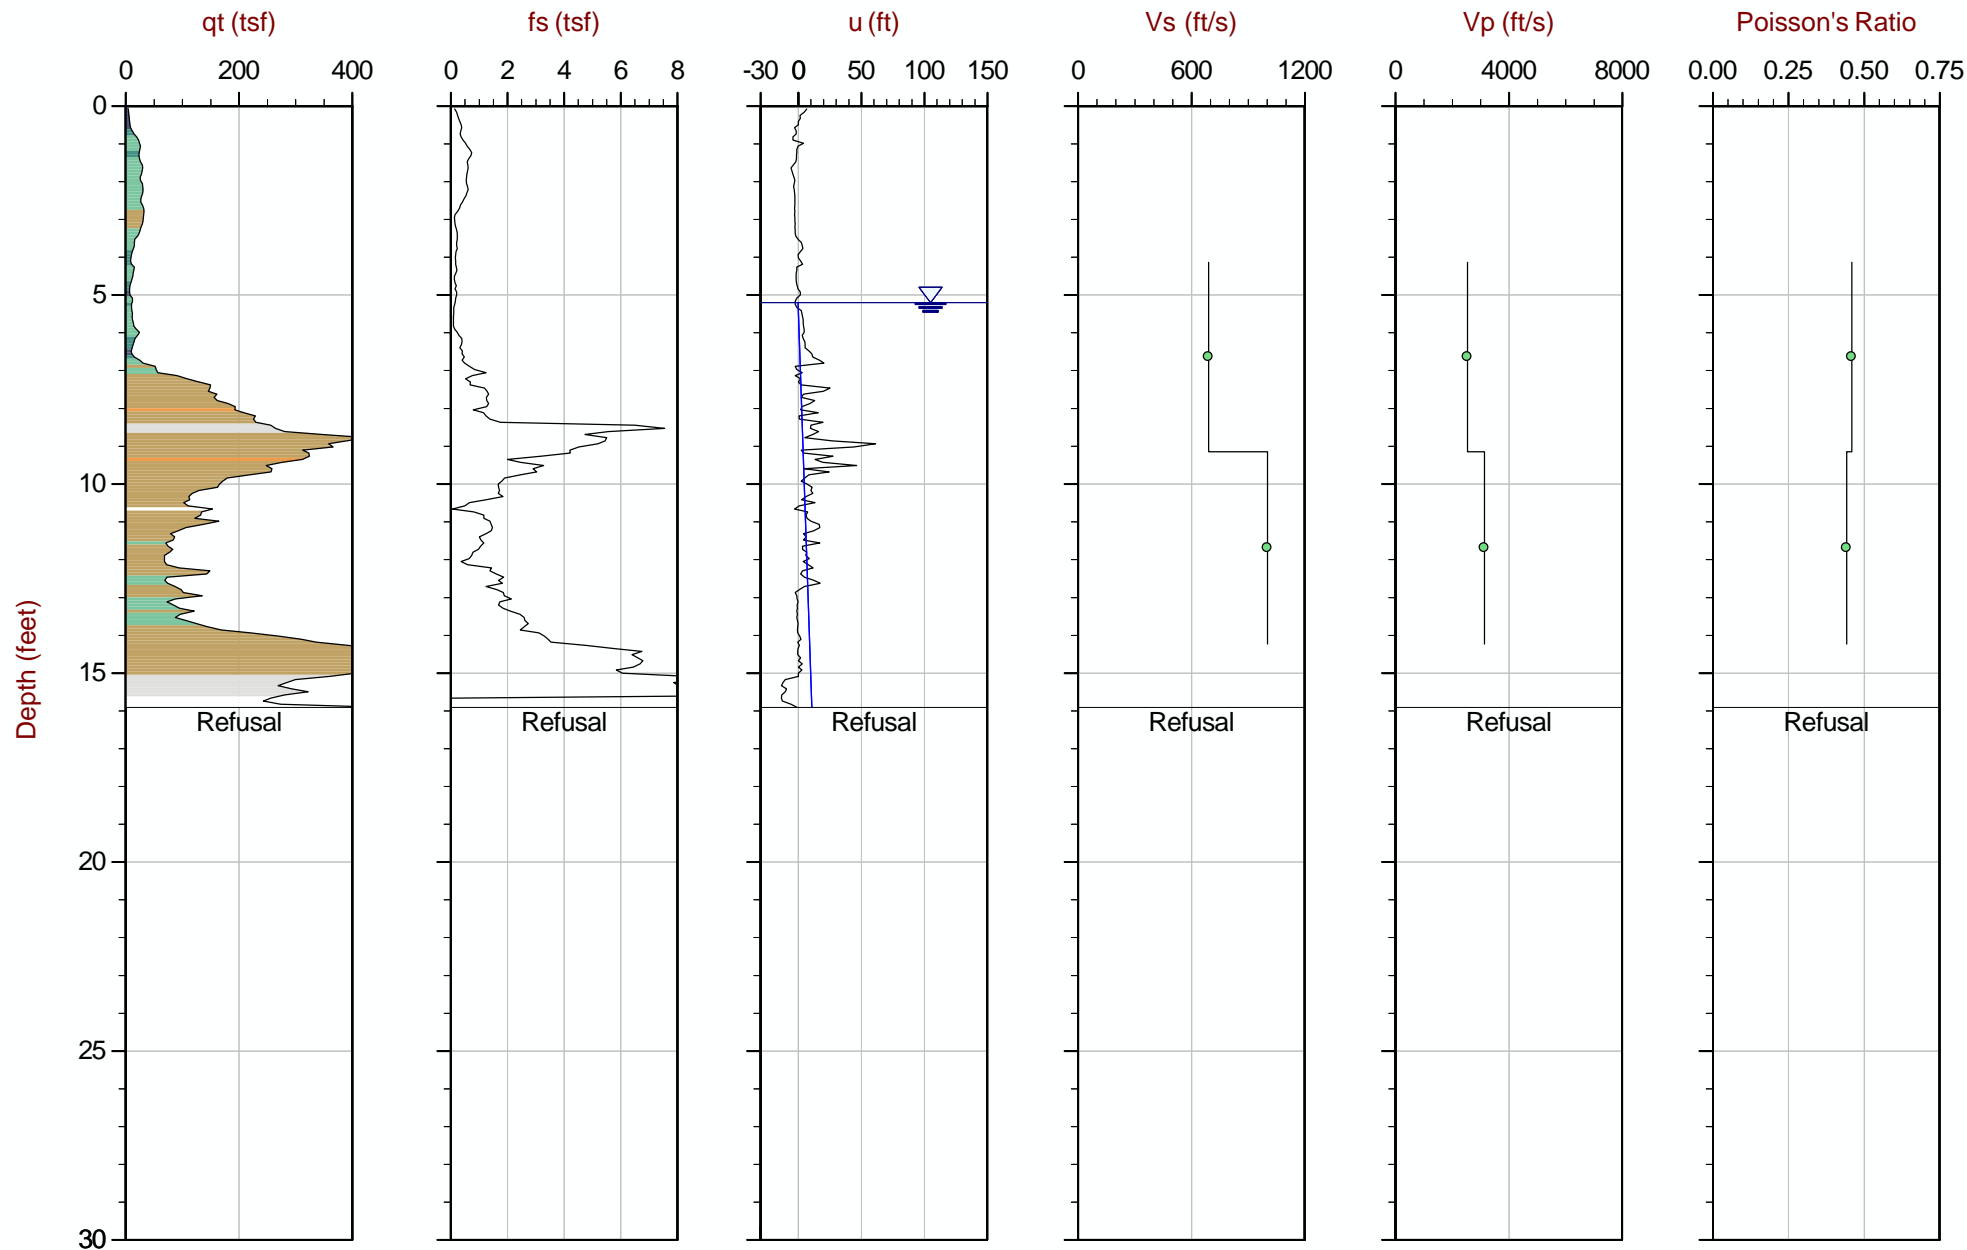 qt (tsf) fs (tsf) u (ft) Vs (ft/s) Vp (ft/s) Poisson's Ratio
0 200 400 0 2 4 6 8 -30 0 50 100 150 0 600 1200 0 4000 8000 0.00 0.25 0.50 0.75
0
5
10
15
Refusal Refusal Refusal Refusal Refusal Refusal
20
25
30
Depth (feet)